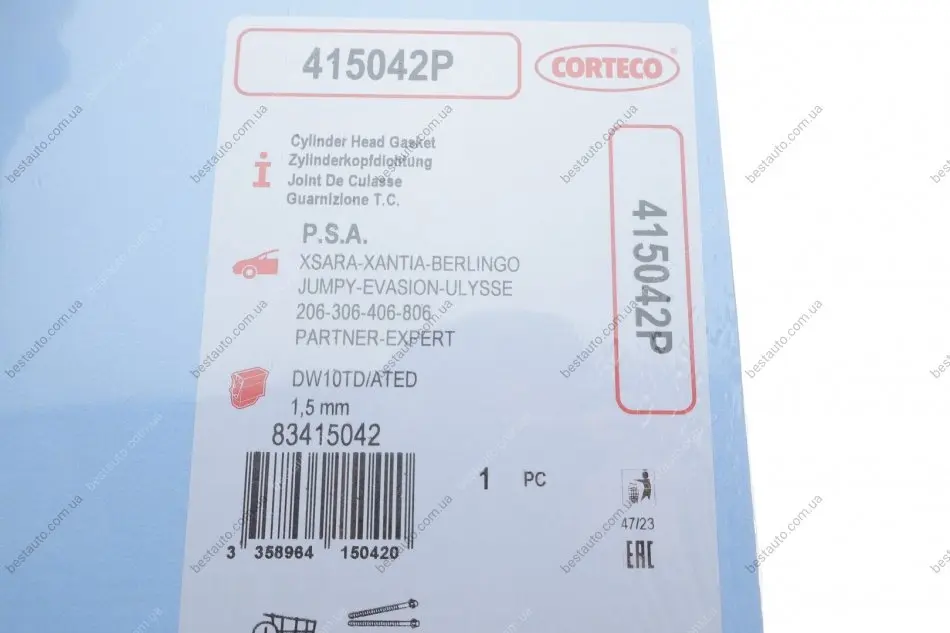 415042P
CORTECO
®
Cylinder Head Gasket
Zylinderkopfdichtung
Joint De Culasse
Guarnizione T.C.
P.S.A.
XSARA-XANTIA-BERLINGO
JUMPY-EVASION-ULYSSE
206-306-406-806
PARTNER-EXPERT
DW10TD/ATED
1,5 mm
83415042
1 PC
3 358964 150420
47/23
EAC
415042P
bestauto.com.ua